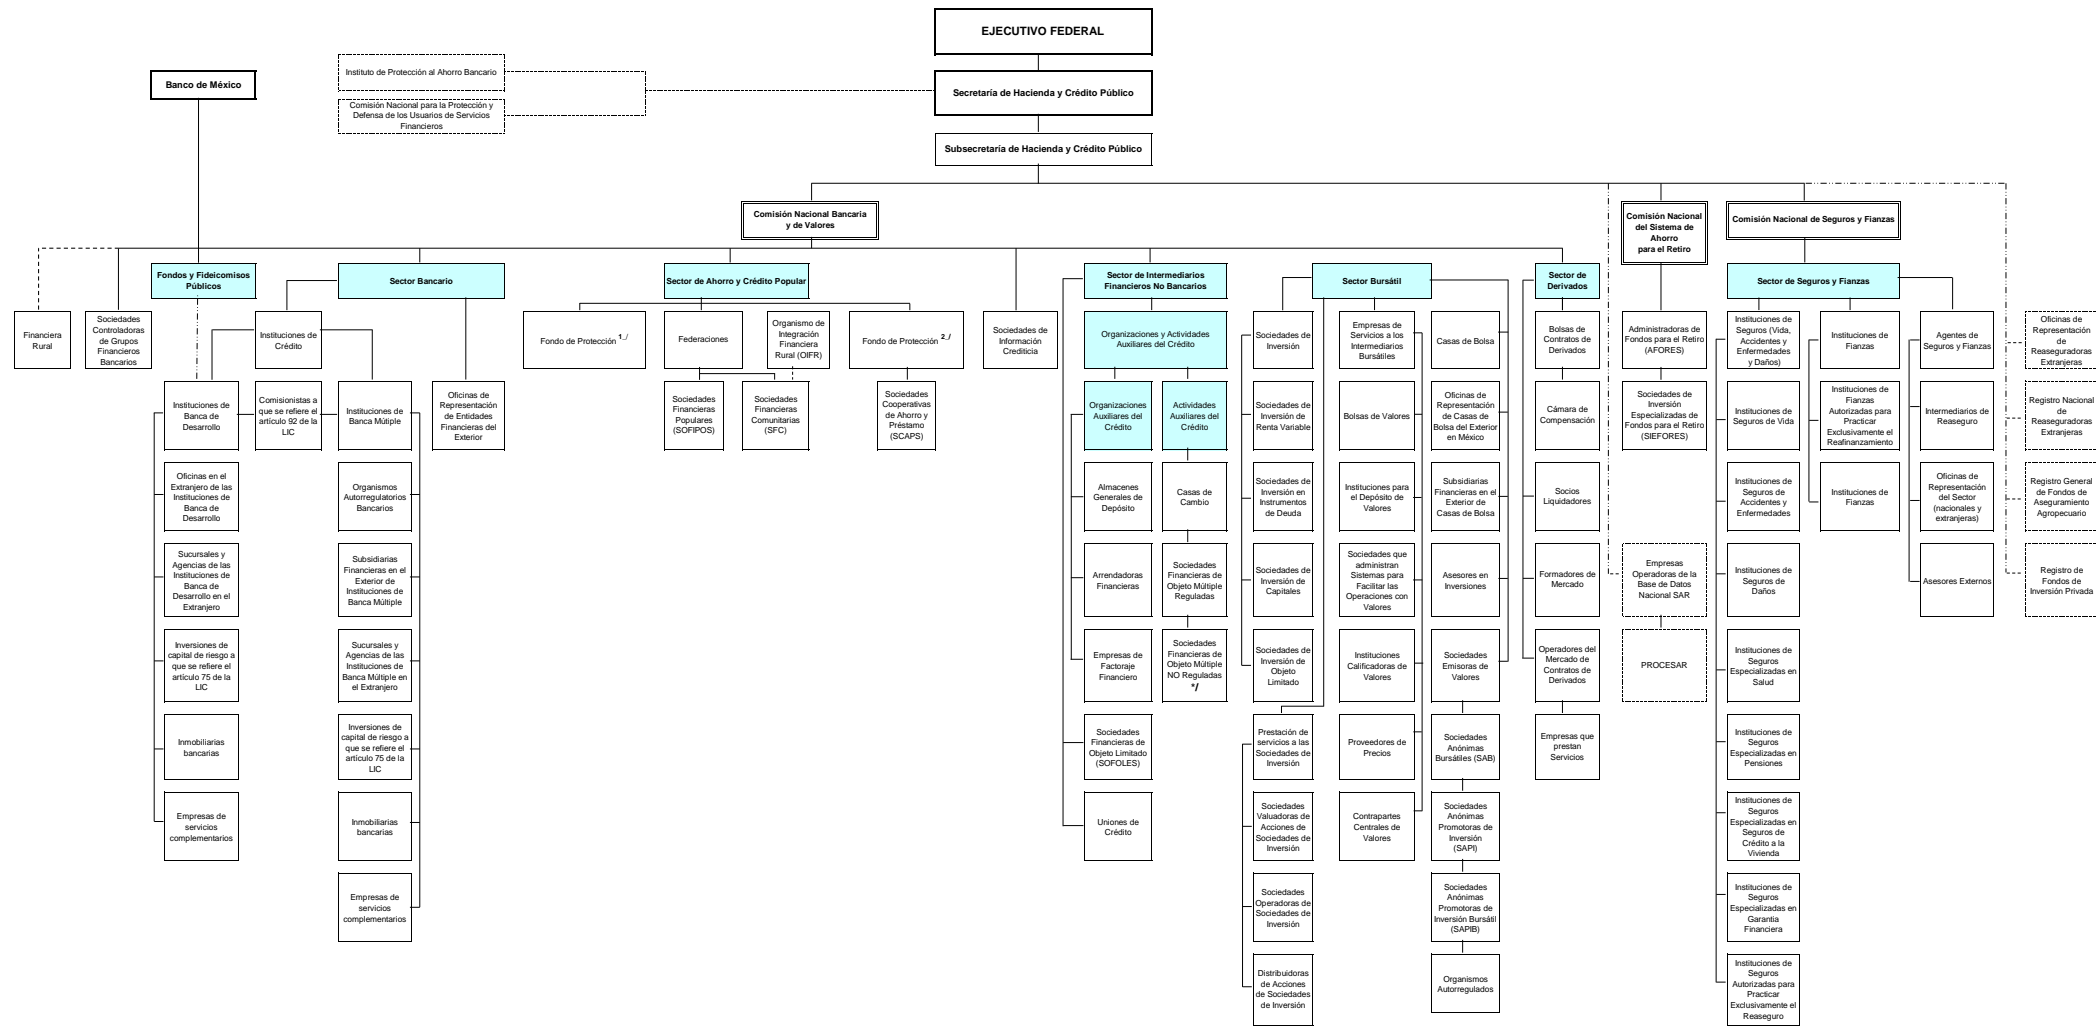 EJECUTIVO FEDERAL
Banco de México
Instituto de Protección al Ahorro Bancario
Comisión Nacional para la Protección y
Defensa de los Usuarios de Servicios
Financieros
Secretaría de Hacienda y Crédito Público
Subsecretaría de Hacienda y Crédito Público
Comisión Nacional Bancaria
y de Valores
Comisión Nacional
del Sistema de
Ahorro
para el Retiro
Comisión Nacional de Seguros y Fianzas
Fondos y Fideicomisos
Públicos
Sector Bancario
Sector de Ahorro y Crédito Popular
Sector de Intermediarios
Financieros No Bancarios
Sector Bursátil
Sector de
Derivados
Sector de Seguros y Fianzas
Financiera
Rural
Sociedades
Controladoras
de Grupos
Financieros
Bancarios
Instituciones de
Crédito
Fondo de Protección 1_/
Federaciones
Organismo de
Integración
Financiera
Rural (OIFR)
Fondo de Protección 2_/
Sociedades de
Información
Crediticia
Organizaciones y Actividades
Auxiliares del Crédito
Sociedades de
Inversión
Empresas de
Servicios a los
Intermediarios
Bursátiles
Casas de Bolsa
Bolsas de
Contratos de
Derivados
Administradoras de
Fondos para el Retiro
(AFORES)
Instituciones de
Seguros (Vida,
Accidentes y
Enfermedades
y Daños)
Instituciones de
Fianzas
Agentes de
Seguros y Fianzas
Oficinas de
Representación
de
Reaseguradoras
Extranjeras
Instituciones de
Banca de
Desarrollo
Comisionistas a
que se refiere el
artículo 92 de la
LIC
Instituciones de
Banca Mútiple
Oficinas de
Representación
de Entidades
Financieras del
Exterior
Sociedades
Financieras
Populares
(SOFIPOS)
Sociedades
Financieras
Comunitarias
(SFC)
Sociedades
Cooperativas
de Ahorro y
Préstamo
(SCAPS)
Organizaciones
Auxiliares del
Crédito
Actividades
Auxiliares del
Crédito
Sociedades de
Inversión de
Renta Variable
Bolsas de Valores
Oficinas de
Representación
de Casas de
Bolsa del Exterior
en México
Cámara de
Compensación
Sociedades de
Inversión
Especializadas de
Fondos para el Retiro
(SIEFORES)
Instituciones de
Seguros de Vida
Instituciones de
Fianzas
Autorizadas para
Practicar
Exclusivamente el
Reafinanzamiento
Intermediarios de
Reaseguro
Registro Nacional
de
Reaseguradoras
Extranjeras
Oficinas en el
Extranjero de las
Instituciones de
Banca de
Desarrollo
Organismos
Autorregulatorios
Bancarios
Almacenes
Generales de
Depósito
Casas de
Cambio
Sociedades de
Inversión en
Instrumentos
de Deuda
Instituciones para
el Depósito de
Valores
Subsidiarias
Financieras en el
Exterior de
Casas de Bolsa
Socios
Liquidadores
Instituciones de
Seguros de
Accidentes y
Enfermedades
Instituciones de
Fianzas
Oficinas de
Representación
del Sector
(nacionales y
extranjeras)
Registro General
de Fondos de
Aseguramiento
Agropecuario
Sucursales y
Agencias de las
Instituciones de
Banca de
Desarrollo en el
Extranjero
Subsidiarias
Financieras en el
Exterior de
Instituciones de
Banca Múltiple
Arrendadoras
Financieras
Sociedades
Financieras de
Objeto Múltiple
Reguladas
Sociedades de
Inversión de
Capitales
Sociedades que
administran
Sistemas para
Facilitar las
Operaciones con
Valores
Asesores en
Inversiones
Formadores de
Mercado
Empresas
Operadoras de la
Base de Datos
Nacional SAR
Instituciones de
Seguros de
Daños
Asesores Externos
Registro de
Fondos de
Inversión Privada
Inversiones de
capital de riesgo a
que se refiere el
artículo 75 de la
LIC
Sucursales y
Agencias de las
Instituciones de
Banca Múltiple en
el Extranjero
Empresas de
Factoraje
Financiero
Sociedades
Financieras de
Objeto Múltiple
NO Reguladas
*/
Sociedades de
Inversión de
Objeto
Limitado
Instituciones
Calificadoras de
Valores
Sociedades
Emisoras de
Valores
Operadores del
Mercado de
Contratos de
Derivados
PROCESAR
Instituciones de
Seguros
Especializadas en
Salud
Inmobiliarias
bancarias
Inversiones de
capital de riesgo a
que se refiere el
artículo 75 de la
LIC
Sociedades
Financieras de
Objeto Limitado
(SOFOLES)
Prestación de
servicios a las
Sociedades de
Inversión
Proveedores de
Precios
Sociedades
Anónimas
Bursátiles (SAB)
Empresas que
prestan
Servicios
Instituciones de
Seguros
Especializadas en
Pensiones
Empresas de
servicios
complementarios
Inmobiliarias
bancarias
Uniones de
Crédito
Sociedades
Valuadoras de
Acciones de
Sociedades de
Inversión
Contrapartes
Centrales de
Valores
Sociedades
Anónimas
Promotoras de
Inversión
(SAPI)
Instituciones de
Seguros
Especializadas en
Seguros de
Crédito a la
Vivienda
Empresas de
servicios
complementarios
Sociedades
Operadoras de
Sociedades de
Inversión
Sociedades
Anónimas
Promotoras de
Inversión Bursátil
(SAPIB)
Instituciones de
Seguros
Especializadas en
Garantia
Financiera
Distribuidoras
de Acciones
de Sociedades
de Inversión
Organismos
Autorregulados
Instituciones de
Seguros
Autorizadas para
Practicar
Exclusivamente el
Reaseguro